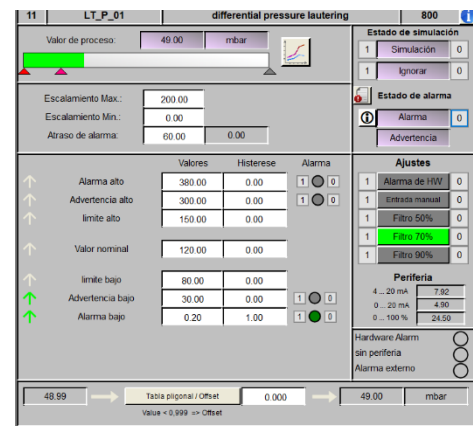 11 LT_P_01 differential pressure lautering 800 i
Valor de proceso: 49.00 mbar
Estado de simulación
1 Simulación 0
1 Ignorar 0
Escalamiento Max.: 200.00
Escalamiento Min.: 0.00
Atraso de alarma: 60.00 0.00
Estado de alarma
Alarma 0
Advertencia
Valores Histerese Alarma
Alarma alto 380.00 0.00 1 0
Advertencia alto 300.00 0.00 1 0
limite alto 150.00 0.00
Valor nominal 120.00 0.00
limite bajo 80.00 0.00
Advertencia bajo 30.00 0.00 1 0
Alarma bajo 0.20 1.00 1 0
Ajustes
1 Alarma de HW 0
1 Entrada manual 0
1 Filtro 50% 0
1 Filtro 70% 0
1 Filtro 90% 0
Periferia
4 ... 20 mA 7.92
0 ... 20 mA 4.90
0 ... 100 % 24.50
Hardware Alarm
sin periferia
Alarma externo
48.99 Tabla pligonal / Offset 0.000 49.00 mbar
Value < 0,999 => Offset